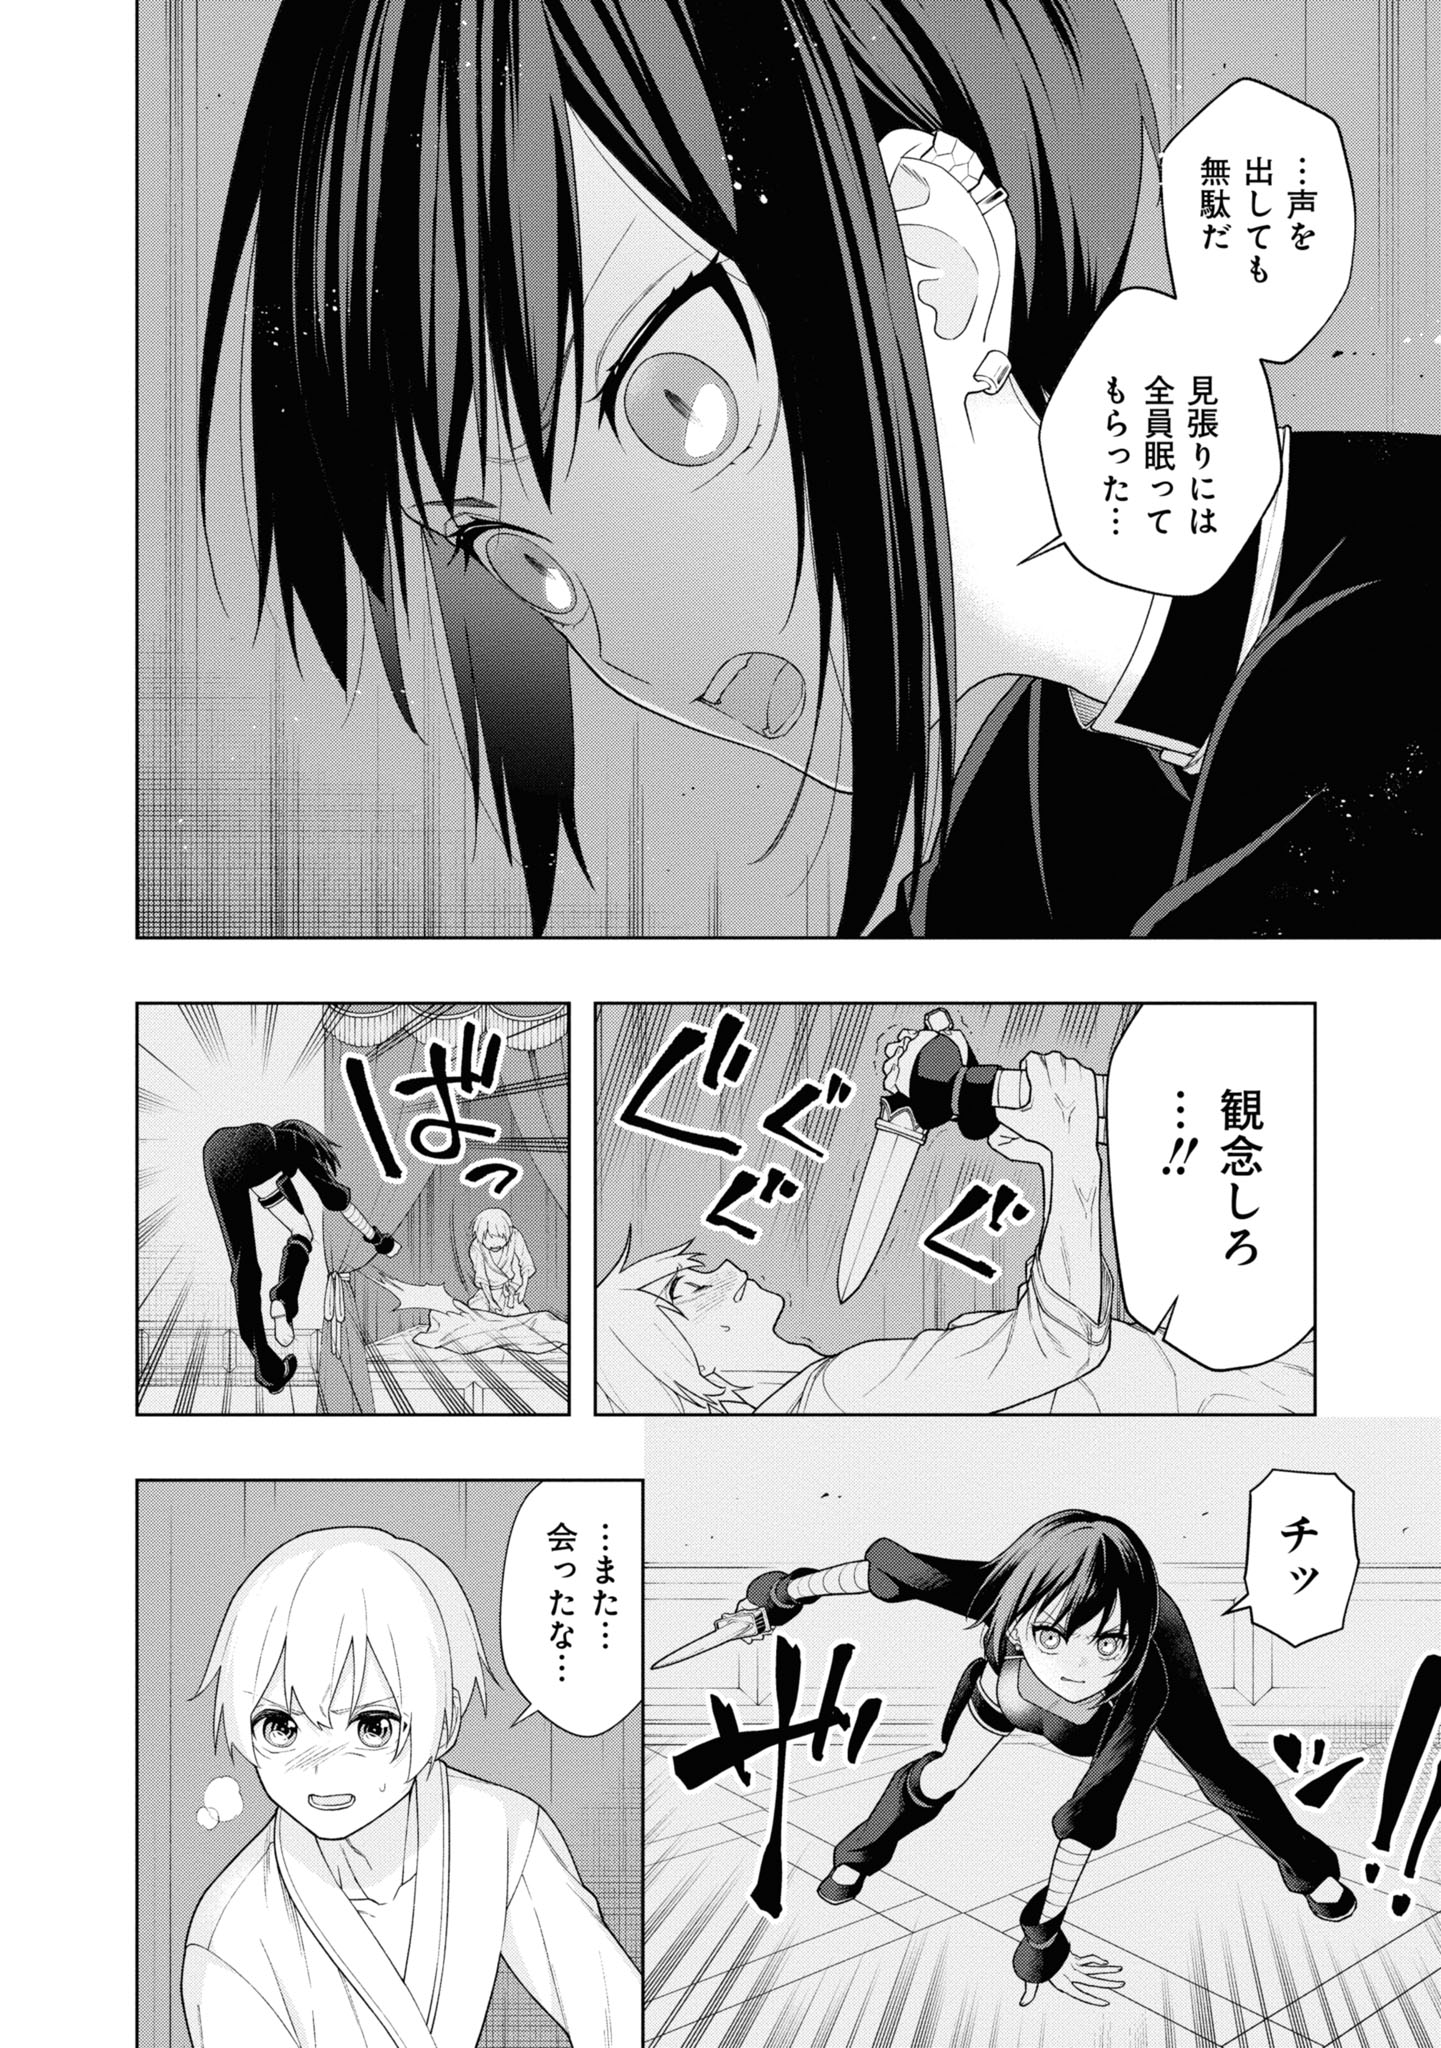 …声を
出しても
無駄だ
見張りには
全員眠って
もらった…
観念しろ
…!!
ぐぐぐぐぐ
ばっ
チッ
ザッ!!
…また…
会ったな…